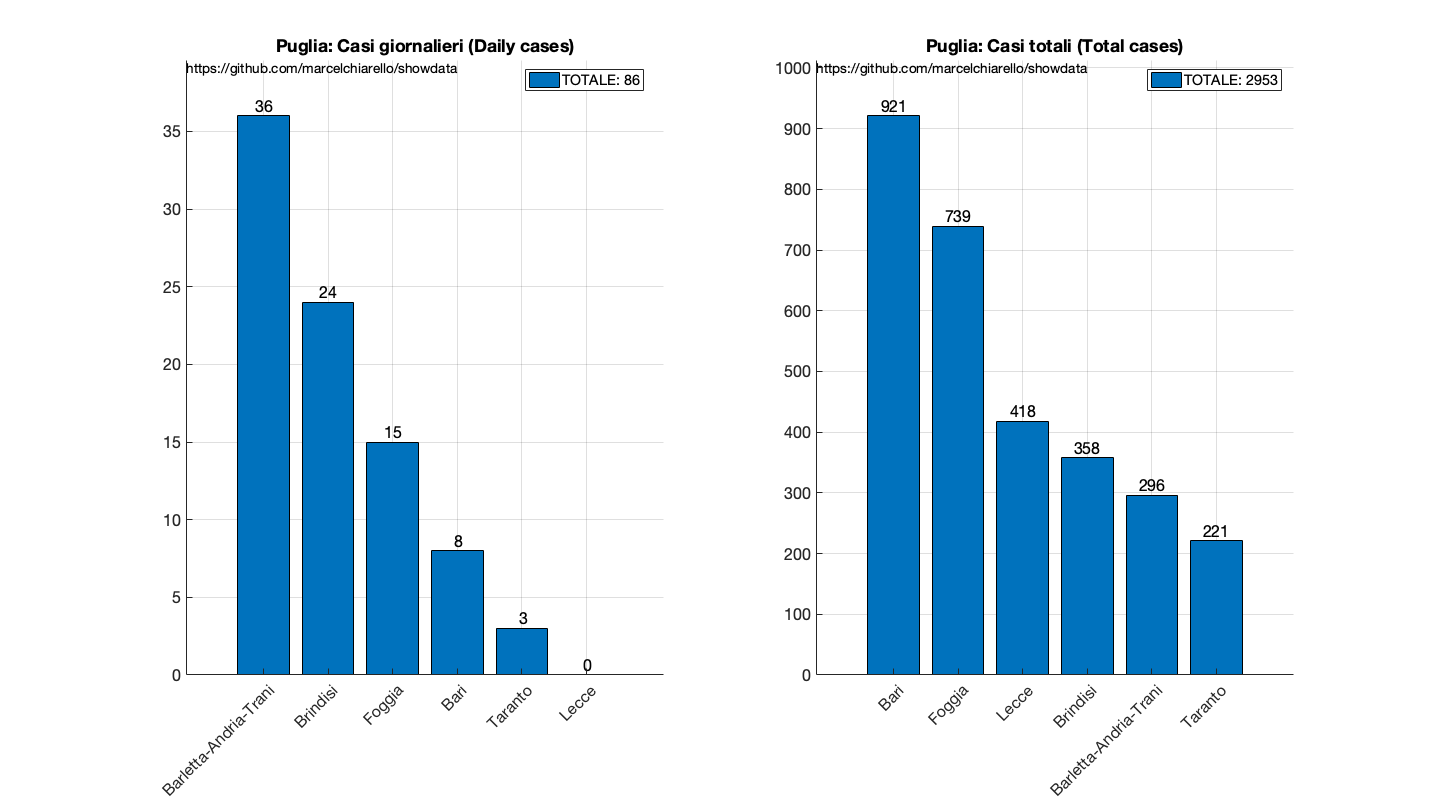 Puglia: Casi giornalieri (Daily cases)
https://github.com/marcelchiarello/showdata
TOTALE: 86
36
24
15
8
3
0
35
30
25
20
15
10
5
0
Barletta-Andria-Trani
Brindisi
Foggia
Bari
Taranto
Lecce
Puglia: Casi totali (Total cases)
https://github.com/marcelchiarello/showdata
TOTALE: 2953
921
739
418
358
296
221
1000
900
800
700
600
500
400
300
200
100
0
Bari
Foggia
Lecce
Brindisi
Barletta-Andria-Trani
Taranto